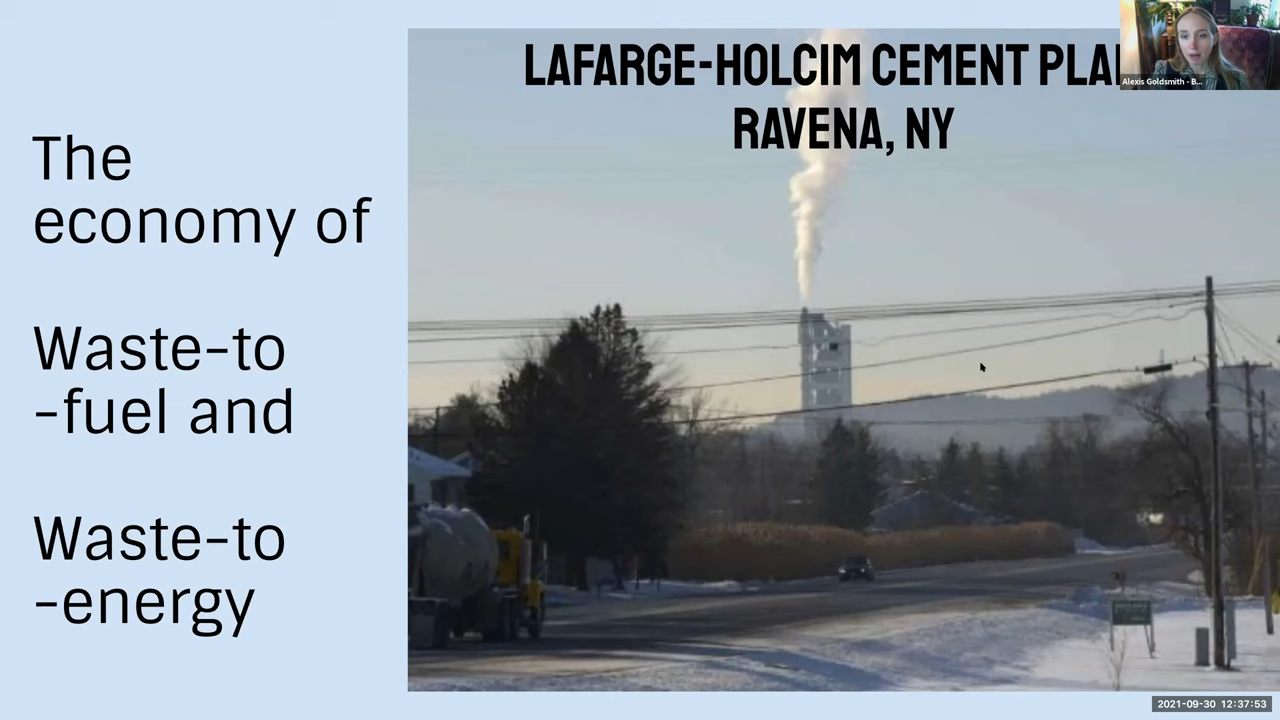 The
economy of
Waste-to
-fuel and
Waste-to
-energy
LAFARGE-HOLCIM CEMENT
RAVENA, NY
Alexis Goldsmith - B...
2021-09-30 12:37:53